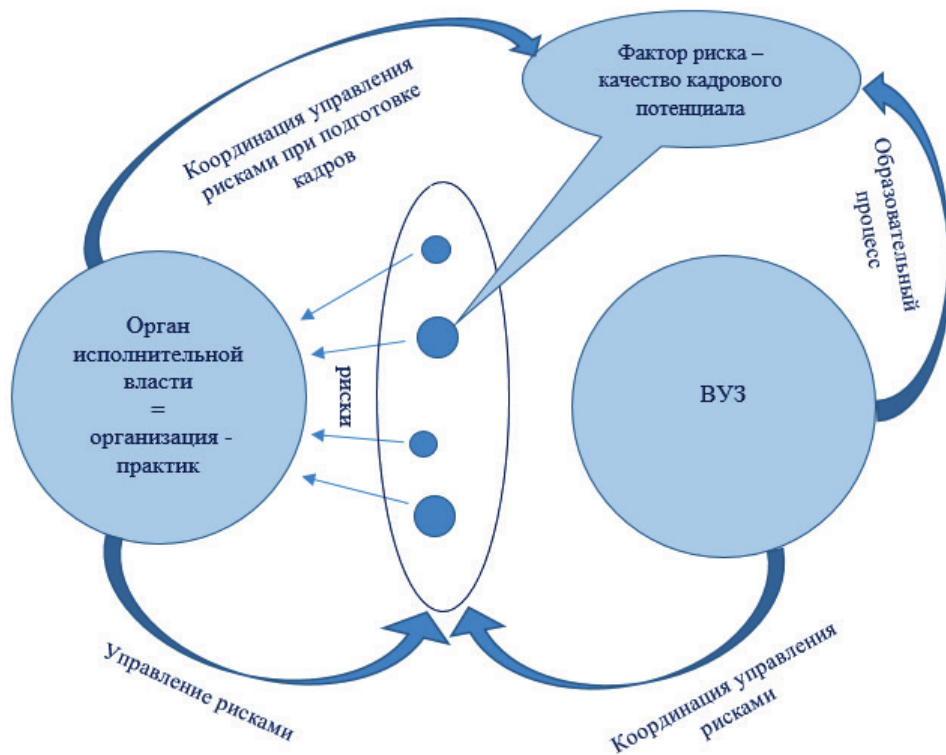 Фактор риска –
качество кадрового
потенциала
Координация управления
рисками при подготовке
кадров
Образовательный
процесс
Орган
исполнительной
власти
=
организация -
практик
риски
ВУЗ
Управление рисками
Координация управления
рисками